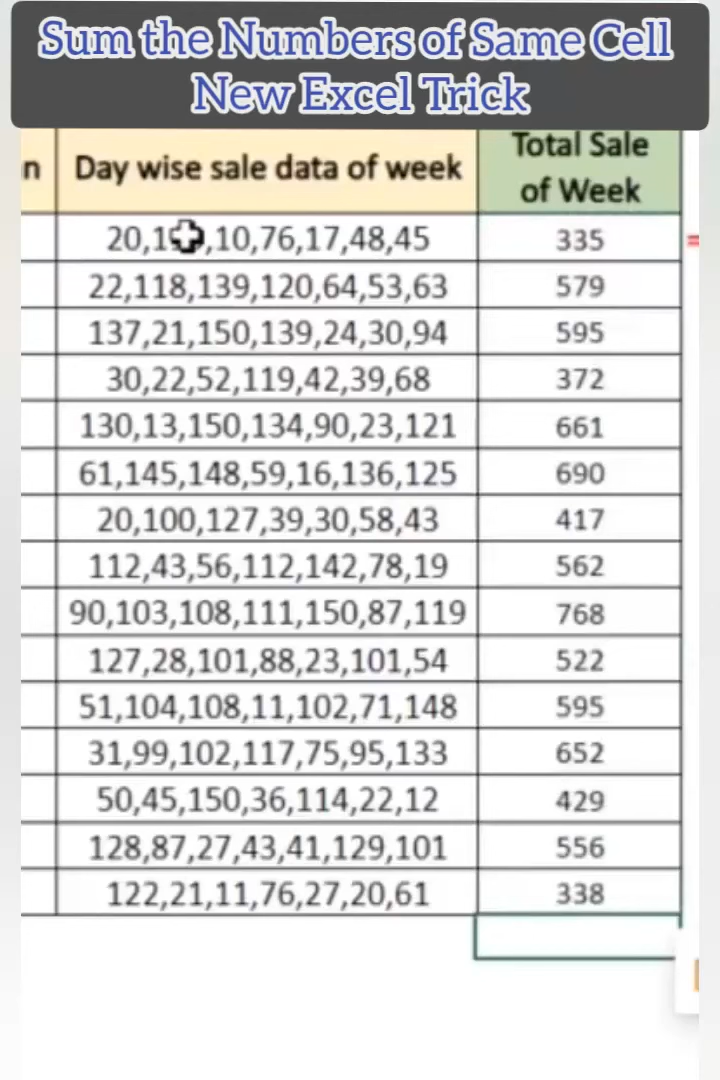 Sum the Numbers of Same Cell
New Excel Trick
n Day wise sale data of week Total Sale
of Week
,10,76,17,48,45 335 =
22,118,139,120,64,53,63 579
137,21,150,139,24,30,94 595
30,22,52,119,42,39,68 372
130,13,150,134,90,23,121 661
61,145,148,59,16,136,125 690
20,100,127,39,30,58,43 417
112,43,56,112,142,78,19 562
90,103,108,111,150,87,119 768
127,28,101,88,23,101,54 522
51,104,108,11,102,71,148 595
31,99,102,117,75,95,133 652
50,45,150,36,114,22,12 429
128,87,27,43,41,129,101 556
122,21,11,76,27,20,61 338